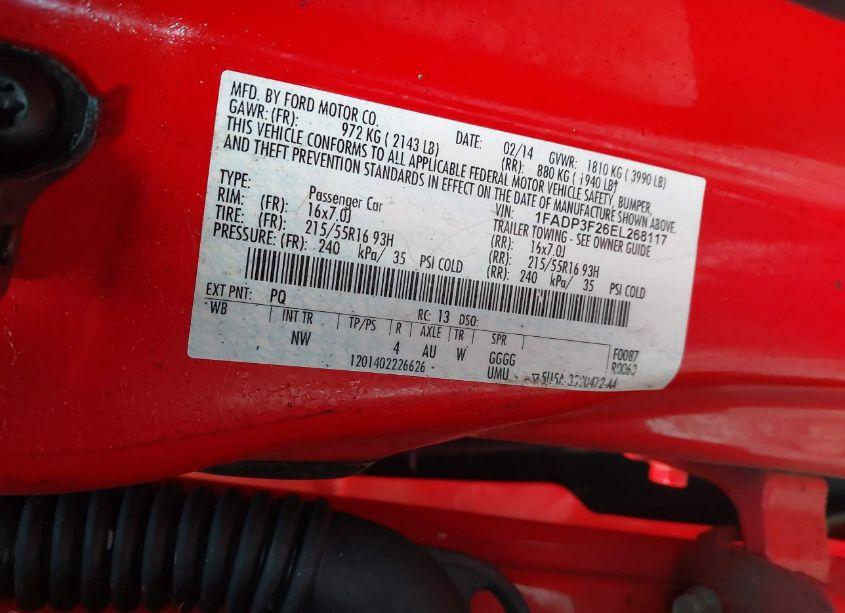 MFD. BY FORD MOTOR CO. DATE: 02/14 GVWR: 1810 KG ( 3990 LB)
GAWR: (FR): 972 KG ( 2143 LB) (RR): 880 KG ( 1940 LB)
THIS VEHICLE CONFORMS TO ALL APPLICABLE FEDERAL MOTOR VEHICLE SAFETY, BUMPER,
AND THEFT PREVENTION STANDARDS IN EFFECT ON THE DATE OF MANUFACTURE SHOWN ABOVE.
VIN: 1FADP3F26EL268117
TYPE: Passenger Car TRAILER TOWING - SEE OWNER GUIDE
RIM: (FR): 16x7.0J (RR): 16x7.0J
TIRE: (FR): 215/55R16 93H (RR): 215/55R16 93H
PRESSURE: (FR): 240 kPa/ 35 PSI COLD (RR): 240 kPa/ 35 PSI COLD
EXT PNT: PQ RC: 13 DSO:
WB INT TR TP/PS R AXLE TR SPR F0087
NW 4 AU W GGGG R0063
1201402226626 UMU